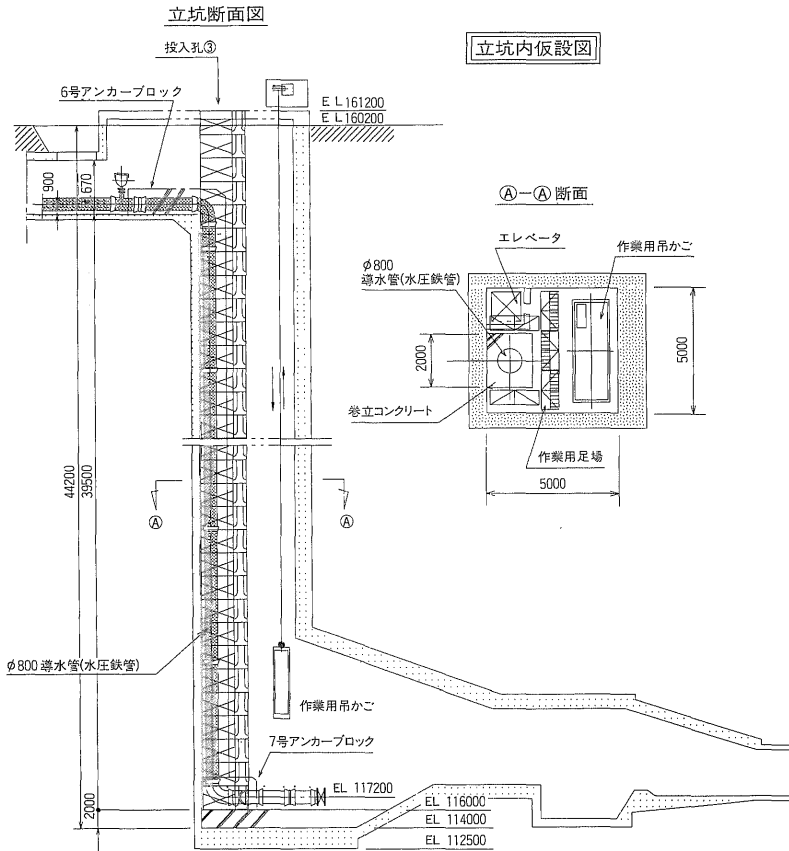 立坑断面図
投入孔③
立坑内仮設図
6号アンカーブロック
EL 161200
EL 160200
900
670
Ⓐ-Ⓐ 断面
エレベータ
作業用吊かご
φ800
導水管(水圧鉄管)
2000
5000
巻立コンクリート
作業用足場
5000
44200
39500
Ⓐ
Ⓐ
φ800 導水管(水圧鉄管)
作業用吊かご
7号アンカーブロック
EL 117200
2000
EL 116000
EL 114000
EL 112500